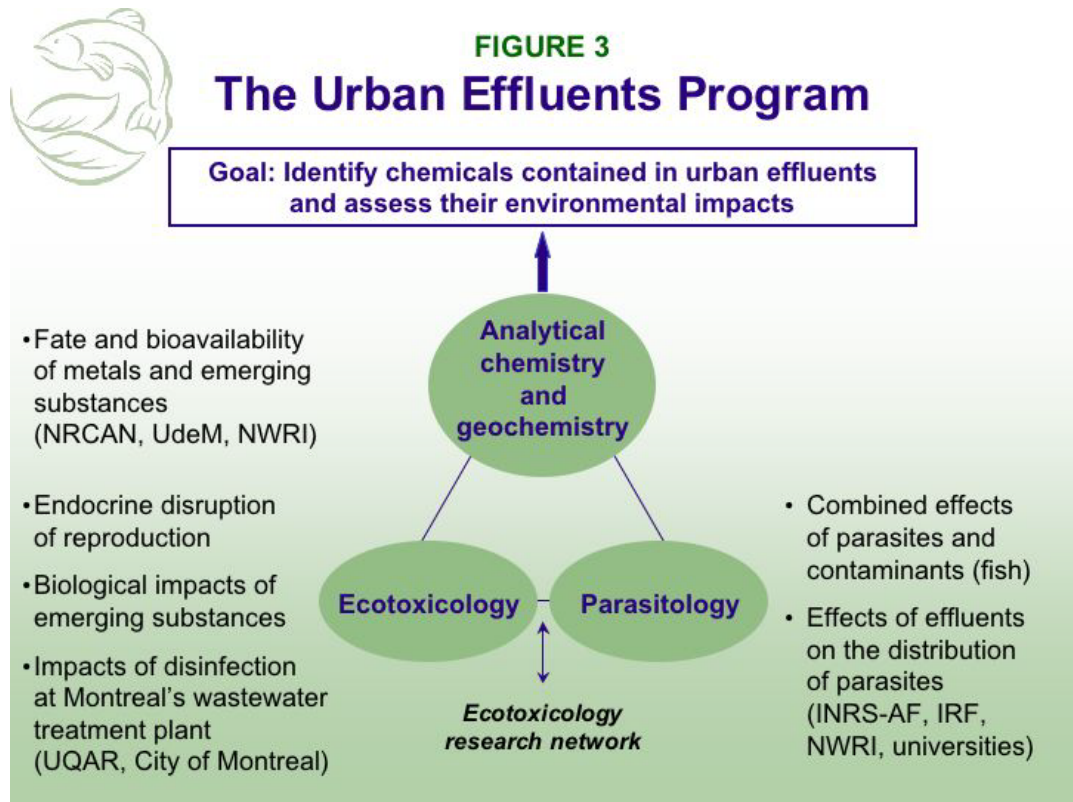 FIGURE 3
The Urban Effluents Program
Goal: Identify chemicals contained in urban effluents
and assess their environmental impacts
Analytical
chemistry
and
geochemistry
•Fate and bioavailability
of metals and emerging
substances
(NRCAN, UdeM, NWRI)
•Endocrine disruption
of reproduction
•Biological impacts of
emerging substances
•Impacts of disinfection
at Montreal's wastewater
treatment plant
(UQAR, City of Montreal)
Ecotoxicology
Parasitology
Ecotoxicology
research network
• Combined effects
of parasites and
contaminants (fish)
• Effects of effluents
on the distribution
of parasites
(INRS-AF, IRF,
NWRI, universities)